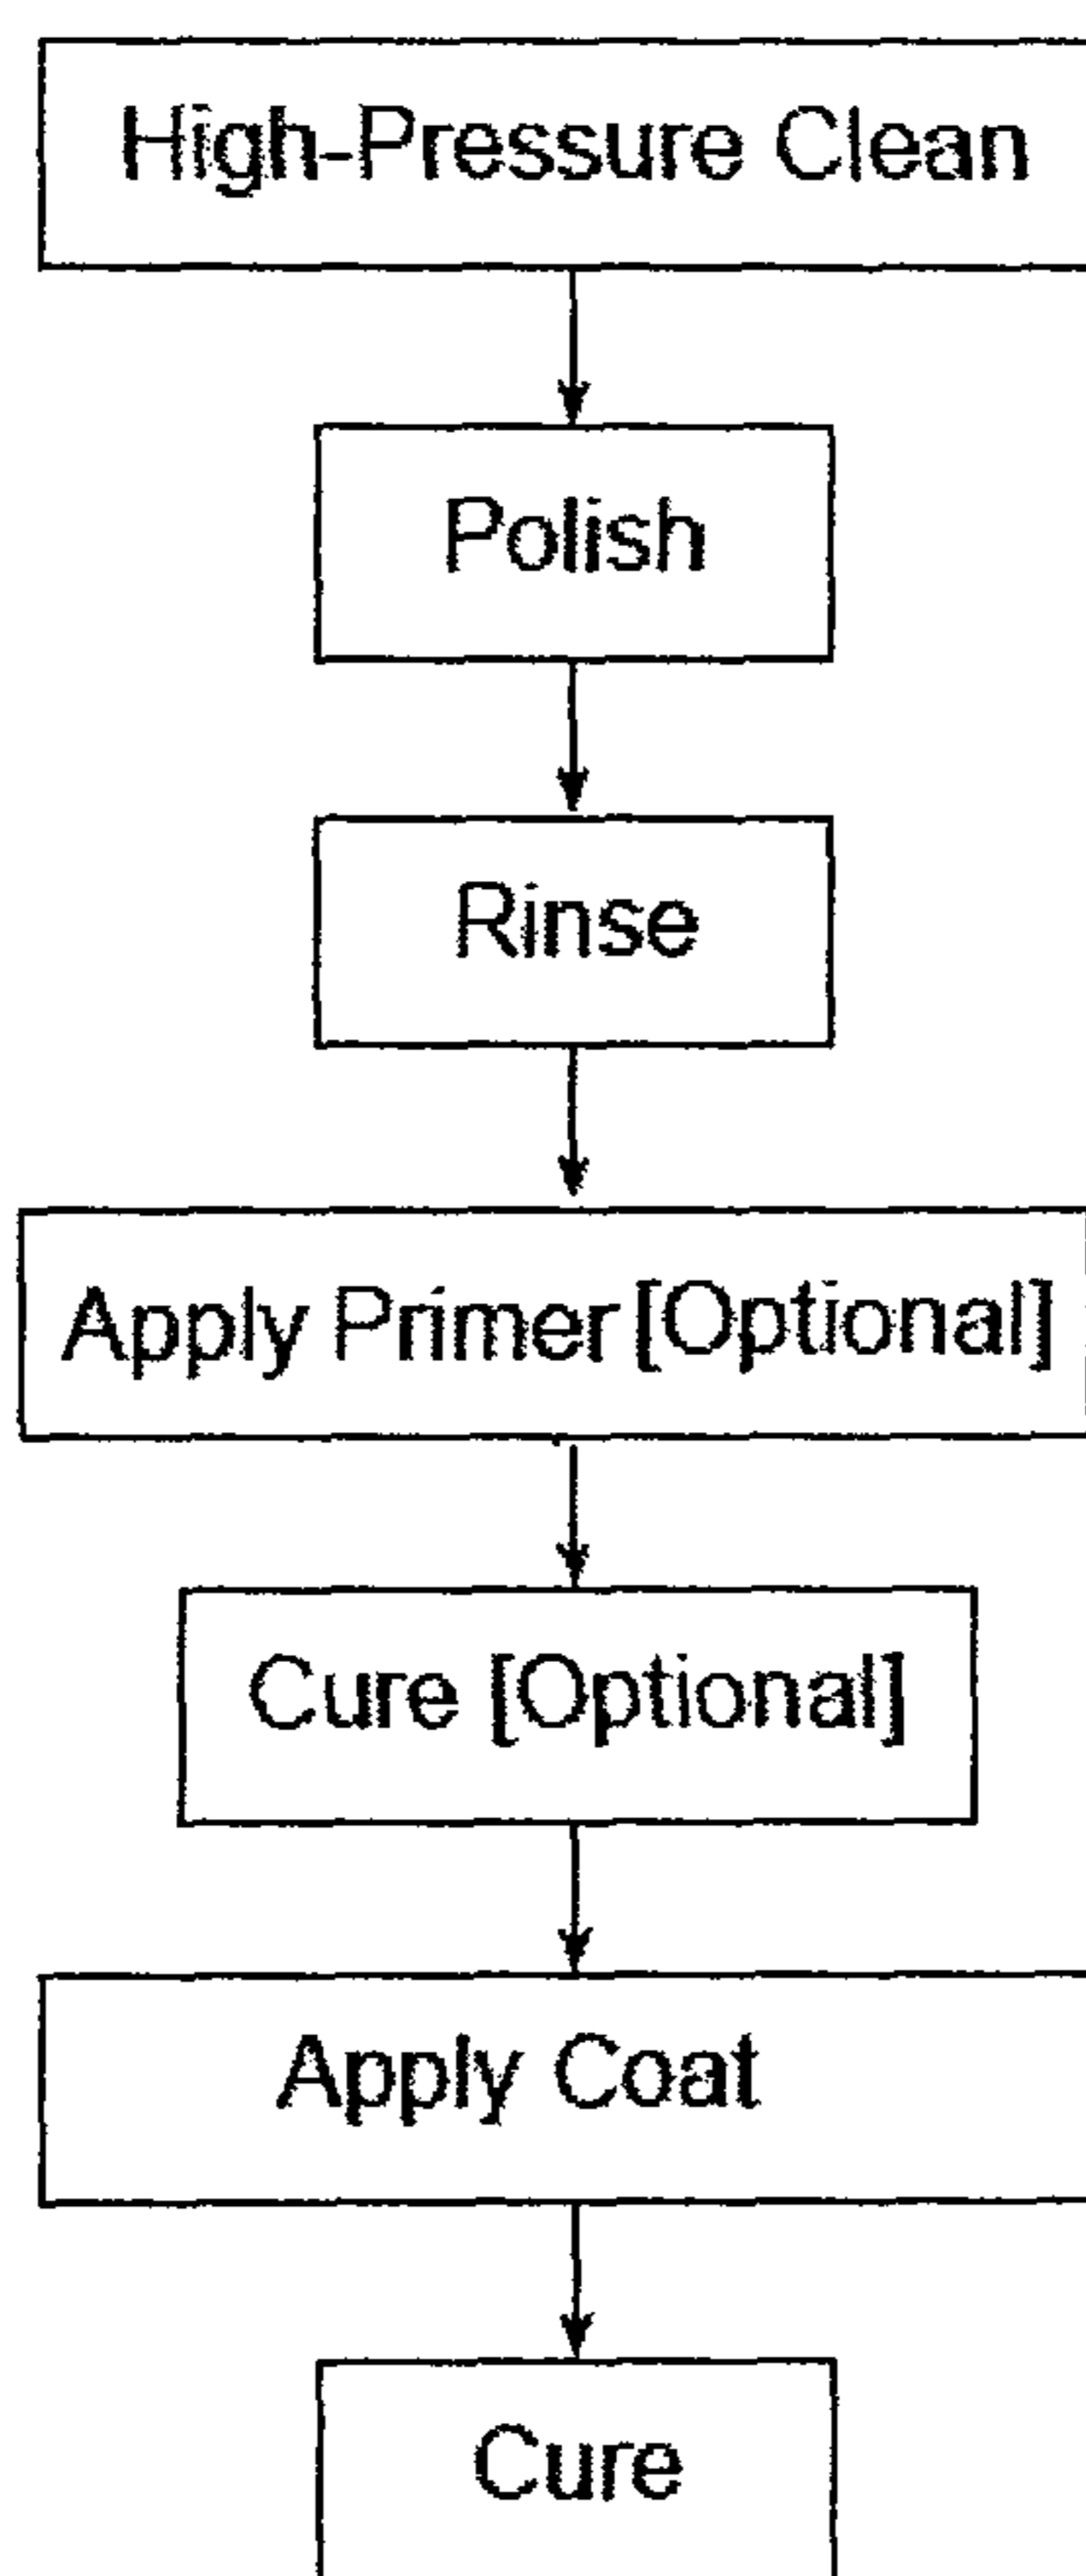 High-Pressure Clean
Polish
Rinse
Apply Primer [Optional]
Cure [Optional]
Apply Coat
Cure